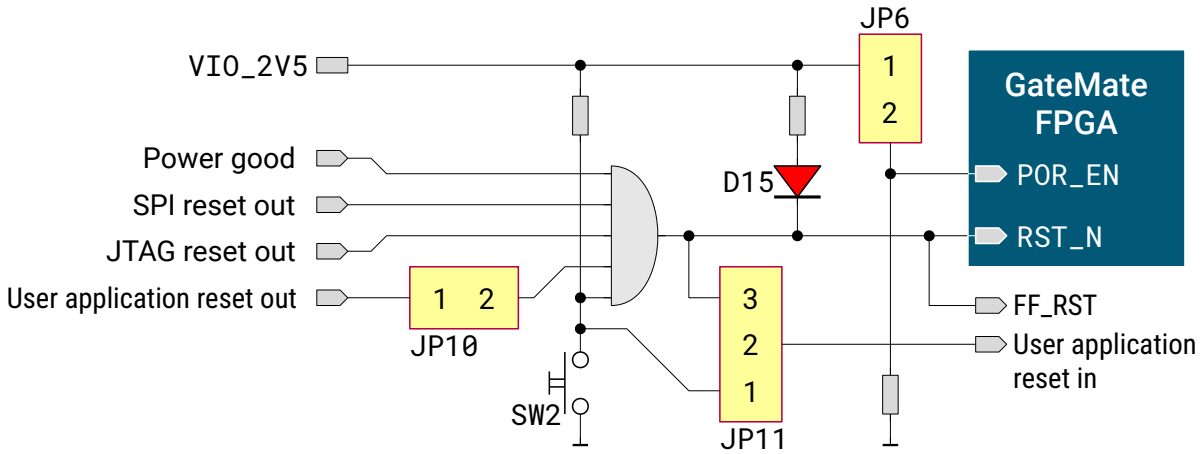 JP6
VIO_2V5
1
2
GateMate
FPGA
Power good
D15
POR_EN
SPI reset out
JTAG reset out
RST_N
User application reset out
1 2
JP10
3
2
1
FF_RST
User application
reset in
SW2
JP11